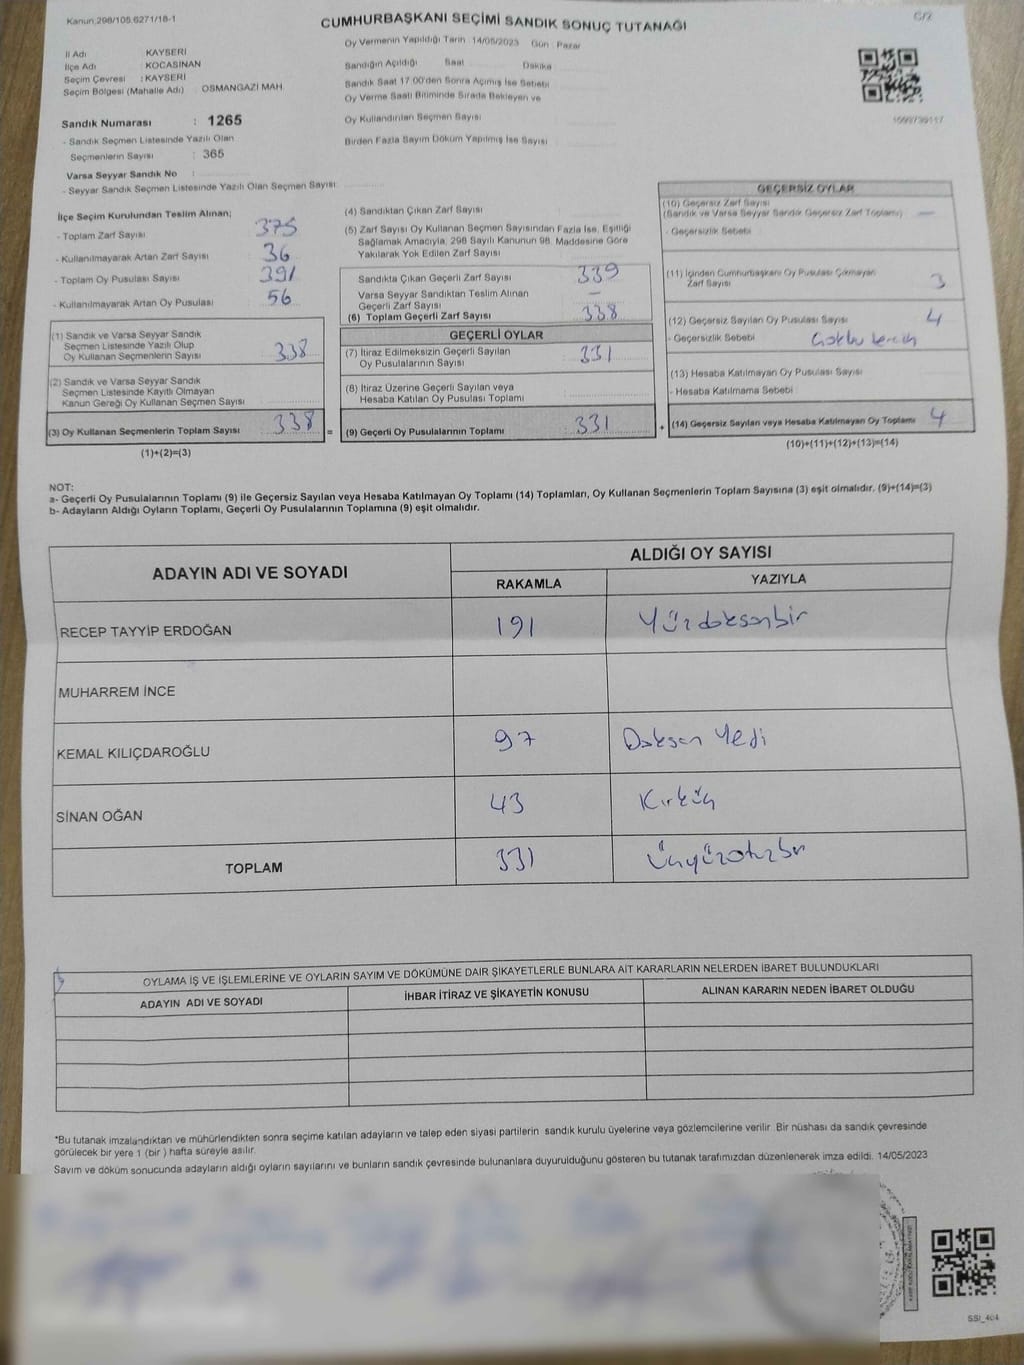 Kanun.298/105.6271/18-1
C/2
CUMHURBAŞKANI SEÇİMİ SANDIK SONUÇ TUTANAĞI
İl Adı : KAYSERİ
İlçe Adı : KOCASİNAN
Seçim Çevresi : KAYSERİ
Seçim Bölgesi (Mahalle Adı) : OSMANGAZİ MAH
Oy Vermenin Yapıldığı Tarih : 14/05/2023 Gün : Pazar
Sandığın Açıldığı Saat Dakika
Sandık Saat 17:00'den Sonra Açımış İse Sebebi
Oy Verme Saati Bitiminde Sırada Bekleyen ve
Oy Kullandırılan Seçmen Sayısı
Birden Fazla Sayım Döküm Yapılmış İse Sayısı
Sandık Numarası : 1265
- Sandık Seçmen Listesinde Yazılı Olan
Seçmenlerin Sayısı : 365
Varsa Seyyar Sandık No :
- Seyyar Sandık Seçmen Listesinde Yazılı Olan Seçmen Sayısı:
İlçe Seçim Kurulundan Teslim Alınan;
- Toplam Zarf Sayısı 375
- Kullanılmayarak Artan Zarf Sayısı 36
- Toplam Oy Pusulası Sayısı 391
- Kullanılmayarak Artan Oy Pusulası 56
(1) Sandık ve Varsa Seyyar Sandık
Seçmen Listesinde Yazılı Olup
Oy Kullanan Seçmenlerin Sayısı 338
(2) Sandık ve Varsa Seyyar Sandık
Seçmen Listesinde Kayıtlı Olmayan
Kanun Gereği Oy Kullanan Seçmen Sayısı
(3) Oy Kullanan Seçmenlerin Toplam Sayısı 338 =
(1)+(2)=(3)
(4) Sandıktan Çıkan Zarf Sayısı
(5) Zarf Sayısı Oy Kullanan Seçmen Sayısından Fazla İse, Eşitliği
Sağlamak Amacıyla, 298 Sayılı Kanunun 98. Maddesine Göre
Yakılarak Yok Edilen Zarf Sayısı
Sandıkta Çıkan Geçerli Zarf Sayısı 339
Varsa Seyyar Sandıktan Teslim Alınan
Geçerli Zarf Sayısı —
(6) Toplam Geçerli Zarf Sayısı 338
GEÇERLİ OYLAR
(7) İtiraz Edilmeksizin Geçerli Sayılan
Oy Pusulalarının Sayısı 331
(8) İtiraz Üzerine Geçerli Sayılan veya
Hesaba Katılan Oy Pusulası Toplamı
(9) Geçerli Oy Pusulalarının Toplamı 331 +
GEÇERSİZ OYLAR
(10) Geçersiz Zarf Sayısı
(Sandık ve Varsa Seyyar Sandık Geçersiz Zarf Toplamı) —
- Geçersizlik Sebebi
(11) İçinden Cumhurbaşkanı Oy Pusulası Çıkmayan
Zarf Sayısı 3
(12) Geçersiz Sayılan Oy Pusulası Sayısı 4
- Geçersizlik Sebebi
(13) Hesaba Katılmayan Oy Pusulası Sayısı
- Hesaba Katılmama Sebebi
(14) Geçersiz Sayılan veya Hesaba Katılmayan Oy Toplamı 4
(10)+(11)+(12)+(13)=(14)
NOT:
a- Geçerli Oy Pusulalarının Toplamı (9) ile Geçersiz Sayılan veya Hesaba Katılmayan Oy Toplamı (14) Toplamları, Oy Kullanan Seçmenlerin Toplam Sayısına (3) eşit olmalıdır. (9)+(14)=(3)
b- Adayların Aldığı Oyların Toplamı, Geçerli Oy Pusulalarının Toplamına (9) eşit olmalıdır.
ADAYIN ADI VE SOYADI
ALDIĞI OY SAYISI
RAKAMLA YAZIYLA
RECEP TAYYİP ERDOĞAN 191 Yüzdoksanbir
MUHARREM İNCE
KEMAL KILIÇDAROĞLU 97 Doksan Yedi
SİNAN OĞAN 43 Kırküç
TOPLAM 331 Üçyüzotuzbir
OYLAMA İŞ VE İŞLEMLERİNE VE OYLARIN SAYIM VE DÖKÜMÜNE DAİR ŞİKAYETLERLE BUNLARA AİT KARARLARIN NELERDEN İBARET BULUNDUKLARI
ADAYIN ADI VE SOYADI İHBAR İTİRAZ VE ŞİKAYETİN KONUSU ALINAN KARARIN NEDEN İBARET OLDUĞU
*Bu tutanak imzalandıktan ve mühürlendikten sonra seçime katılan adayların ve talep eden siyasi partilerin sandık kurulu üyelerine veya gözlemcilerine verilir. Bir nüshası da sandık çevresinde
görülecek bir yere 1 (bir ) hafta süreyle asılır.
Sayım ve döküm sonucunda adayların aldığı oyların sayılarını ve bunların sandık çevresinde bulunanlara duyurulduğunu gösteren bu tutanak tarafımızdan düzenlenerek imza edildi. 14/05/2023
SSI_404